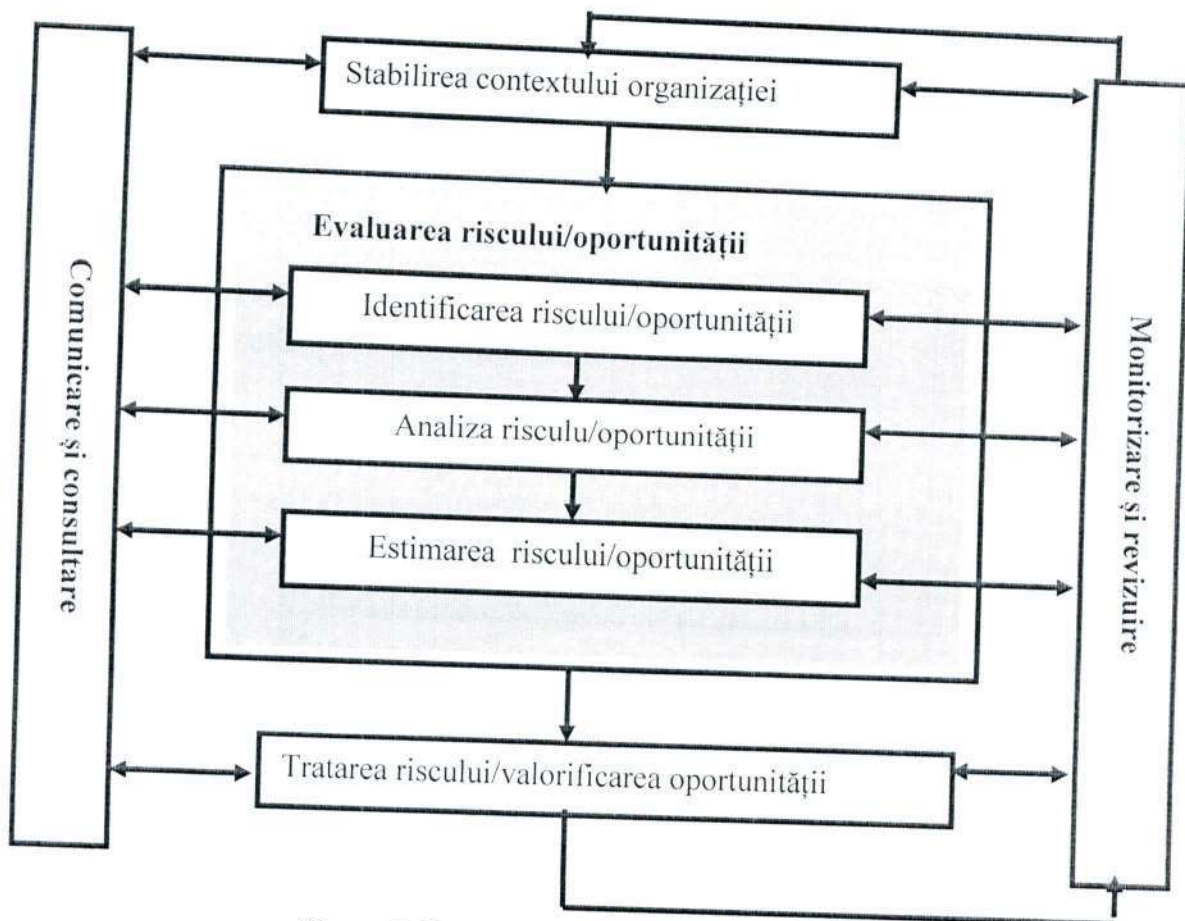 Stabilirea contextului organizației
Evaluarea riscului/oportunității
Identificarea riscului/oportunității
Analiza risculu/oportunității
Estimarea riscului/oportunității
Tratarea riscului/valorificarea oportunității
Comunicare și consultare
Monitorizare și revizuire